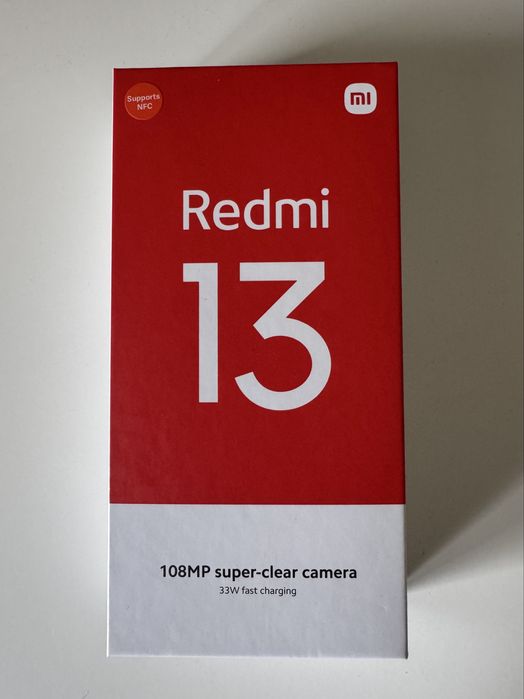 Supports
NFC
mi
Redmi
13
108MP super-clear camera
33W fast charging